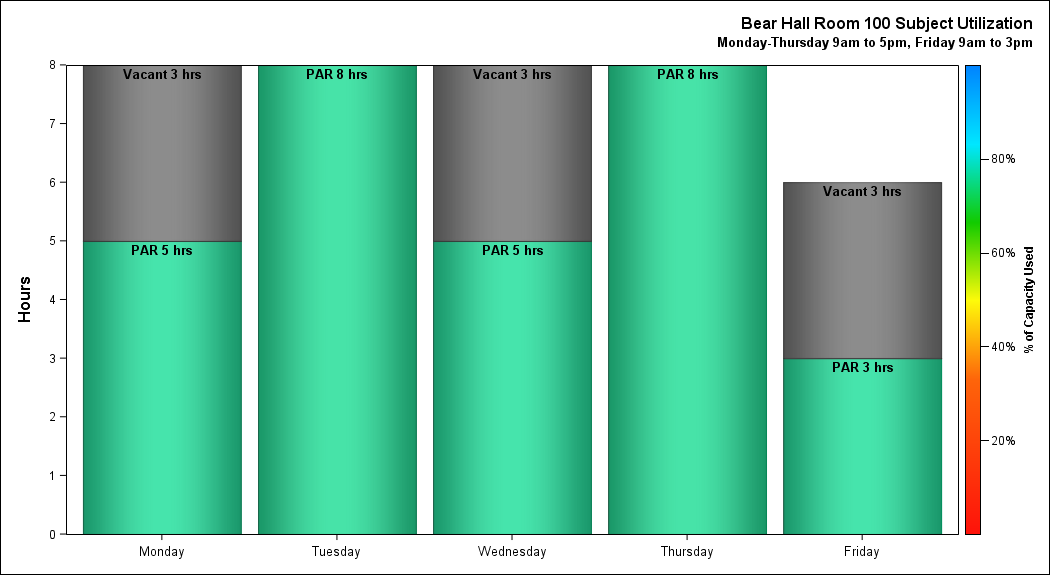 Bear Hall Room 100 Subject Utilization
Monday-Thursday 9am to 5pm, Friday 9am to 3pm
Hours
8
7
6
5
4
3
2
1
0
Vacant 3 hrs
PAR 5 hrs
PAR 8 hrs
Vacant 3 hrs
PAR 5 hrs
PAR 8 hrs
Vacant 3 hrs
PAR 3 hrs
Monday
Tuesday
Wednesday
Thursday
Friday
80%
60%
40%
20%
% of Capacity Used